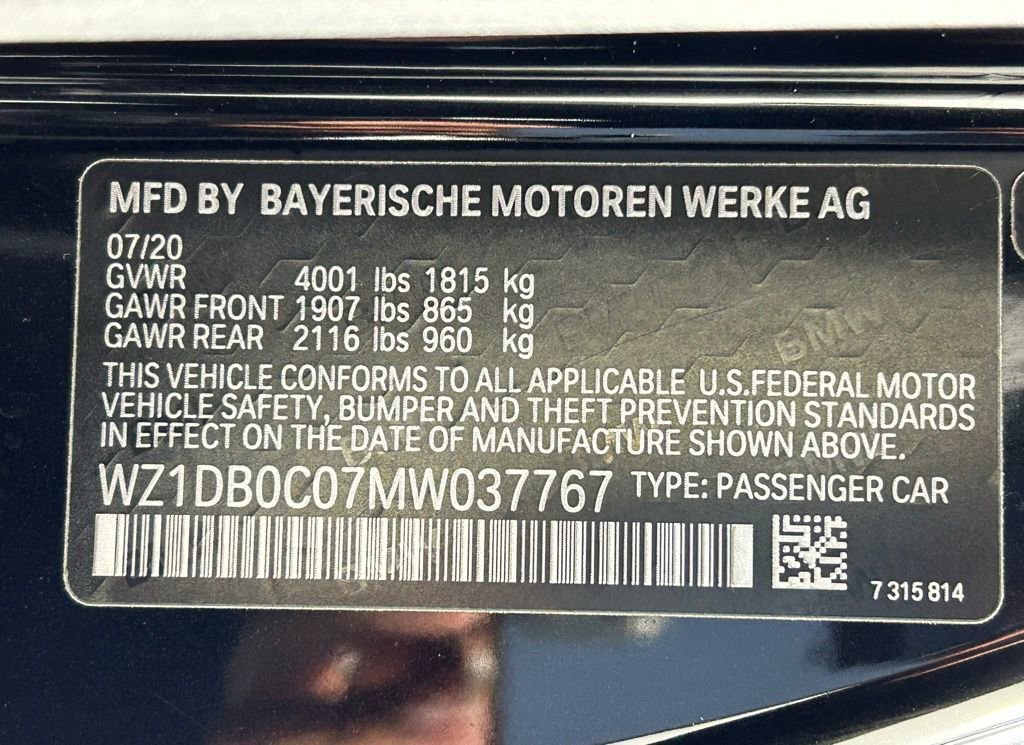 MFD BY BAYERISCHE MOTOREN WERKE AG
07/20
GVWR 4001 lbs 1815 kg
GAWR FRONT 1907 lbs 865 kg
GAWR REAR 2116 lbs 960 kg
BMW
THIS VEHICLE CONFORMS TO ALL APPLICABLE U.S.FEDERAL MOTOR
VEHICLE SAFETY, BUMPER AND THEFT PREVENTION STANDARDS
IN EFFECT ON THE DATE OF MANUFACTURE SHOWN ABOVE.
WZ1DB0C07MW037767 TYPE: PASSENGER CAR
7 315 814